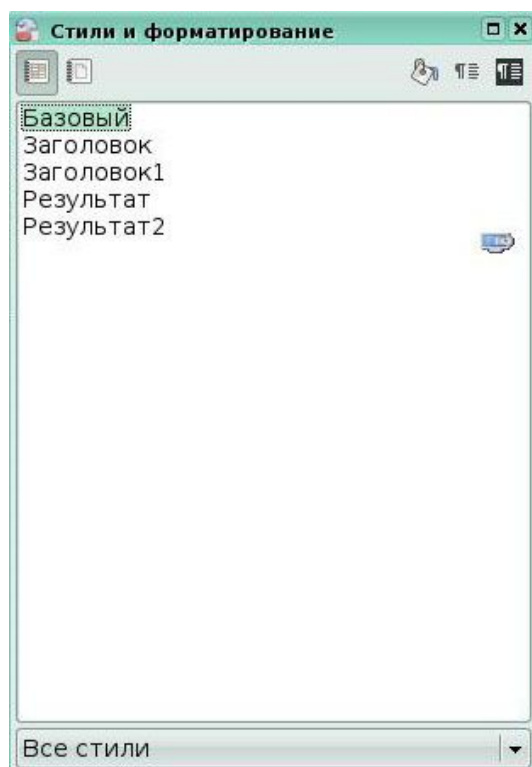 Стили и форматирование
Базовый
Заголовок
Заголовок1
Результат
Результат2
Все стили